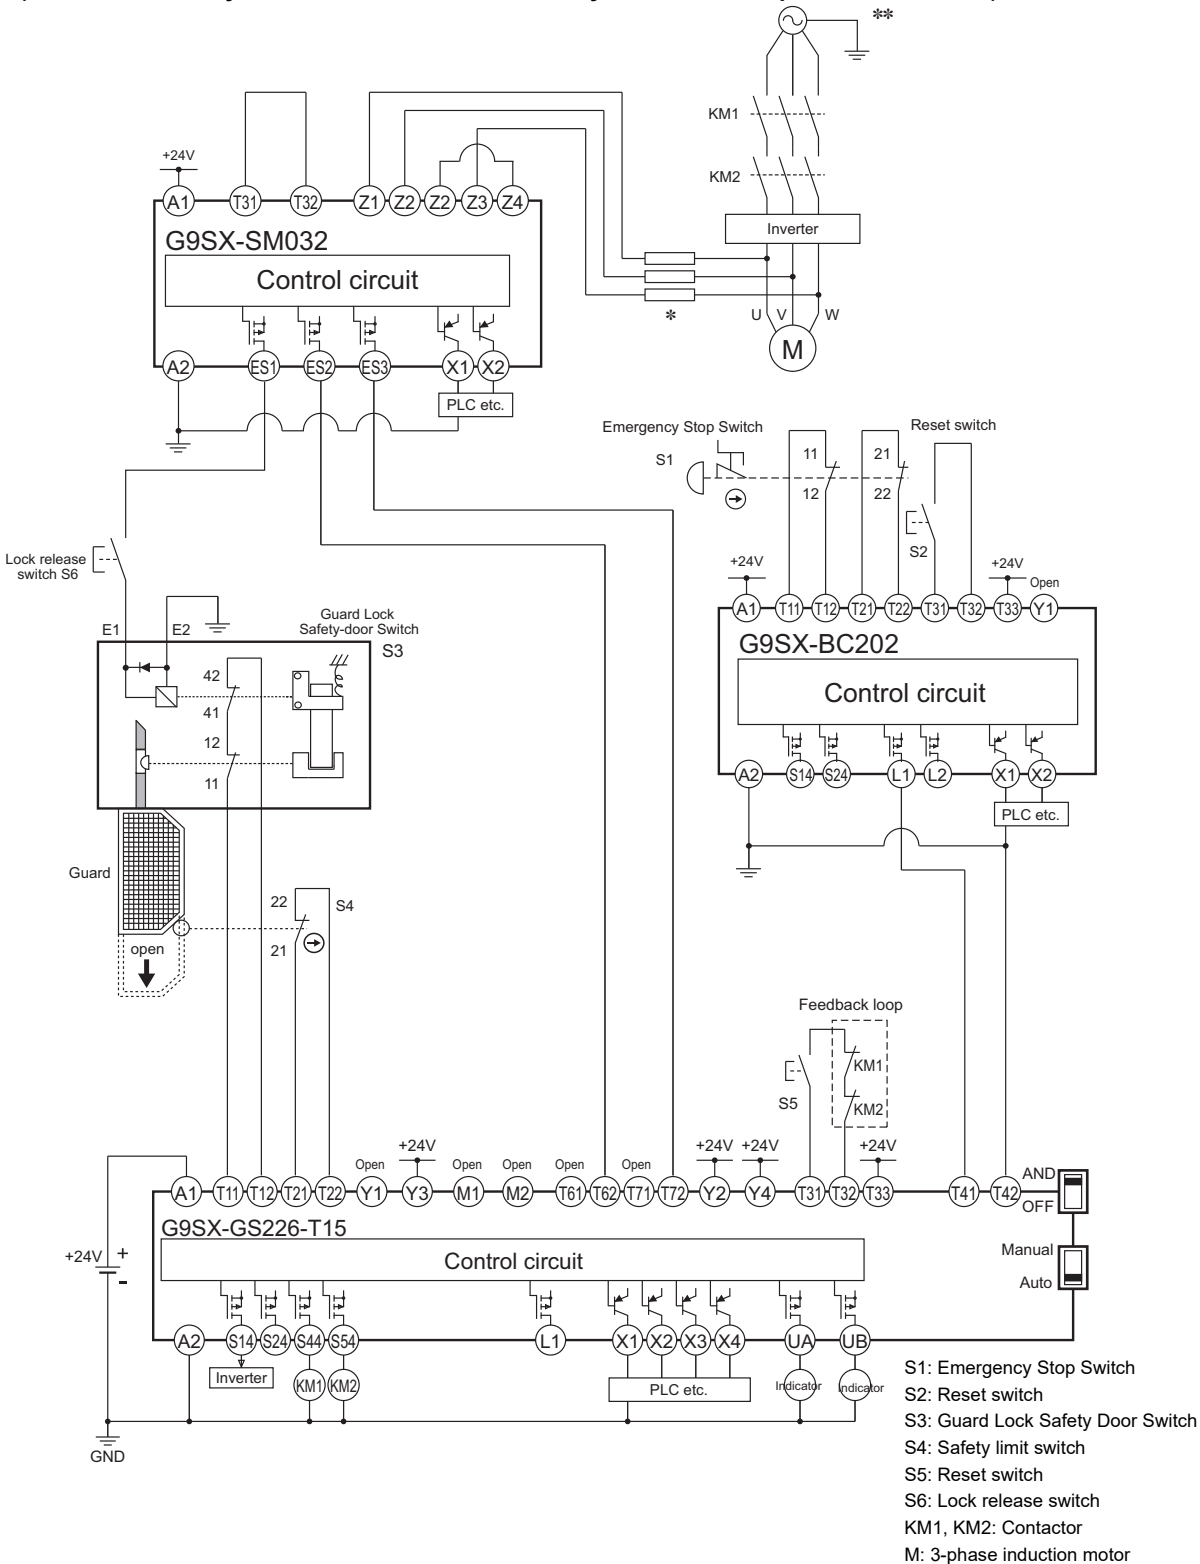 **
KM1
KM2
Inverter
U V W
M
*
+24V
A1 T31 T32 Z1 Z2 Z2 Z3 Z4
G9SX-SM032
Control circuit
A2 ES1 ES2 ES3 X1 X2
PLC etc.
Emergency Stop Switch
S1
11
12
21
22
Reset switch
S2
Lock release
switch S6
+24V
+24V
Open
A1 T11 T12 T21 T22 T31 T32 T33 Y1
G9SX-BC202
Control circuit
A2 S14 S24 L1 L2 X1 X2
PLC etc.
E1 E2
Guard Lock
Safety-door Switch
S3
42
41
12
11
Guard
open
22
21
S4
Feedback loop
KM1
KM2
S5
Open
+24V
Open
Open
Open
Open
+24V
+24V
+24V
A1 T11 T12 T21 T22 Y1 Y3 M1 M2 T61 T62 T71 T72 Y2 Y4 T31 T32 T33 T41 T42
AND
OFF
G9SX-GS226-T15
Control circuit
Manual
Auto
+24V
+
-
A2 S14 S24 S44 S54 L1 X1 X2 X3 X4 UA UB
Inverter
KM1 KM2
PLC etc.
Indicator
Indicator
GND
S1: Emergency Stop Switch
S2: Reset switch
S3: Guard Lock Safety Door Switch
S4: Safety limit switch
S5: Reset switch
S6: Lock release switch
KM1, KM2: Contactor
M: 3-phase induction motor